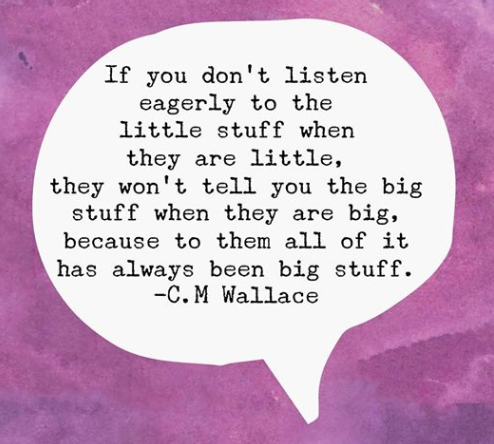 If you don't listen
eagerly to the
little stuff when
they are little,
they won't tell you the big
stuff when they are big,
because to them all of it
has always been big stuff.
-C.M Wallace